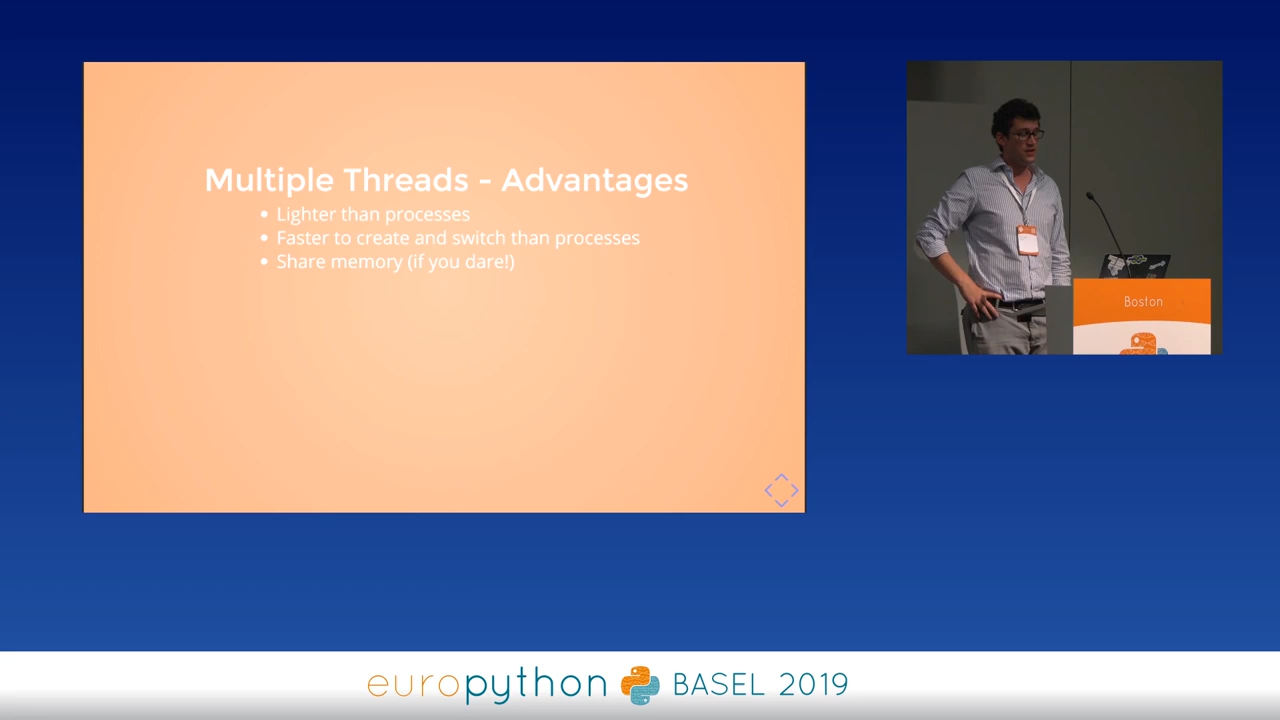 Multiple Threads - Advantages
• Lighter than processes
• Faster to create and switch than processes
• Share memory (if you dare!)
Boston
europython BASEL 2019